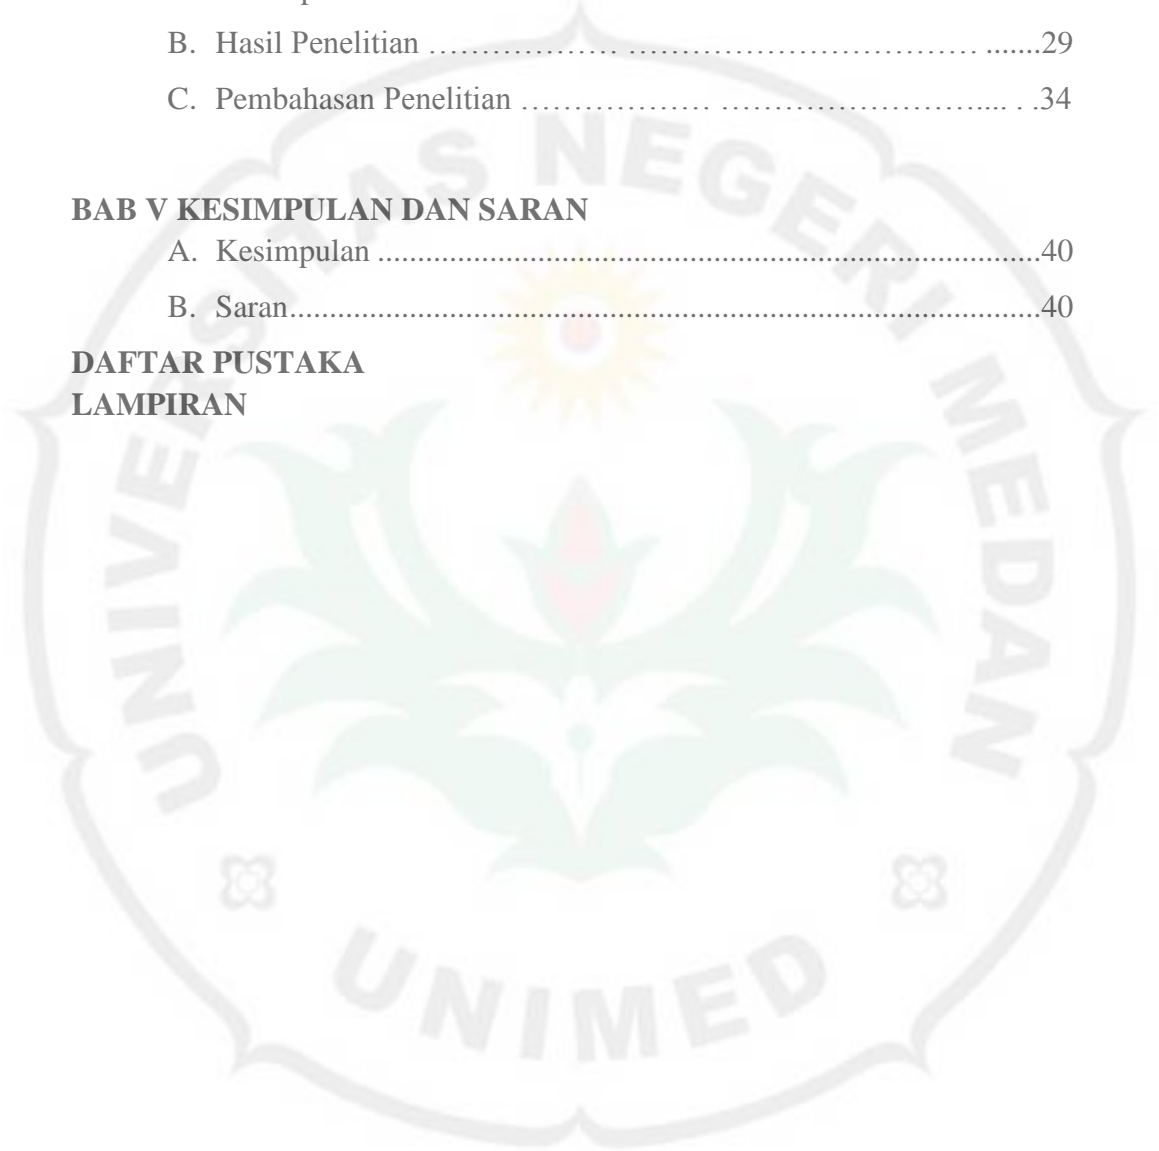 B. Hasil Penelitian ……………… …………………………… .......29
C. Pembahasan Penelitian ……………… ……………………... . .34
BAB V KESIMPULAN DAN SARAN
A. Kesimpulan ......................................................................40
B. Saran................................................................................40
DAFTAR PUSTAKA
LAMPIRAN
UNIVERSITAS NEGERI MEDAN
UNIMED